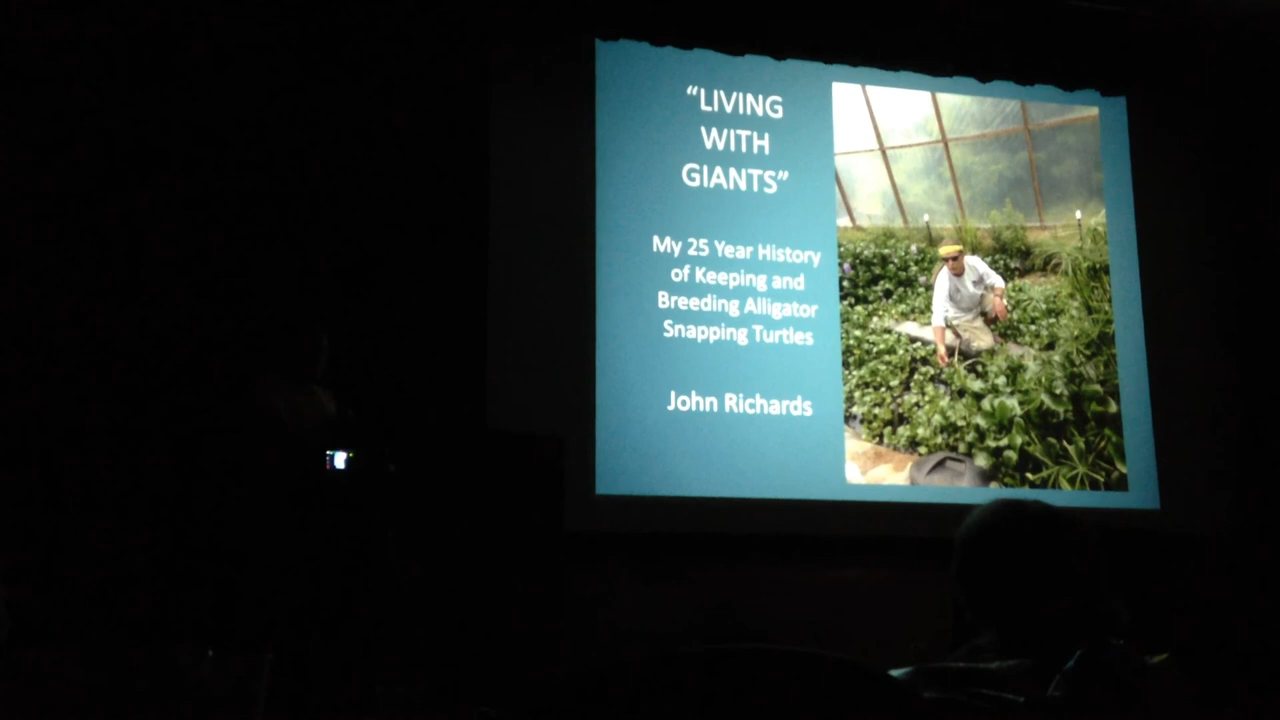 “LIVING
WITH
GIANTS”
My 25 Year History
of Keeping and
Breeding Alligator
Snapping Turtles
John Richards